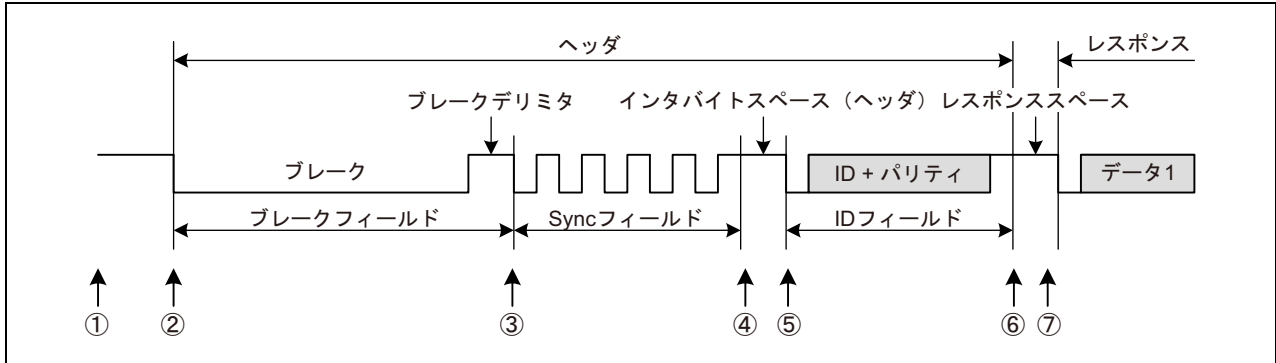 ヘッダ
レスポンス
ブレークデリミタ
インタバイトスペース（ヘッダ）
レスポンススペース
ブレーク
ID + パリティ
データ1
ブレークフィールド
Syncフィールド
IDフィールド
① ② ③ ④ ⑤ ⑥ ⑦